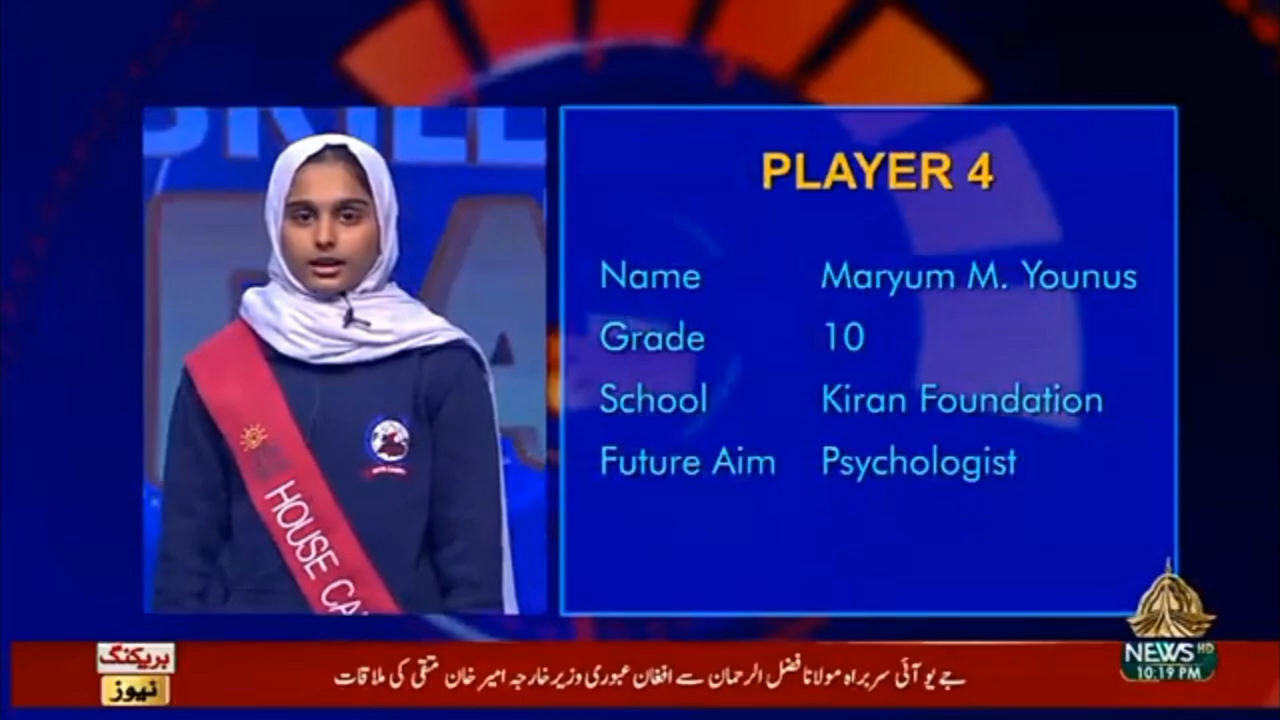 SKILL
PLAYER 4
Name Maryum M. Younus
Grade 10
School Kiran Foundation
Future Aim Psychologist
HOUSE CA
بریکنگ
نیوز
جے یو آئی سربراہ مولانا فضل الرحمان سے افغان عبوری وزیر خارجہ امیر خان متقی کی ملاقات
NEWS HD
10:19 PM